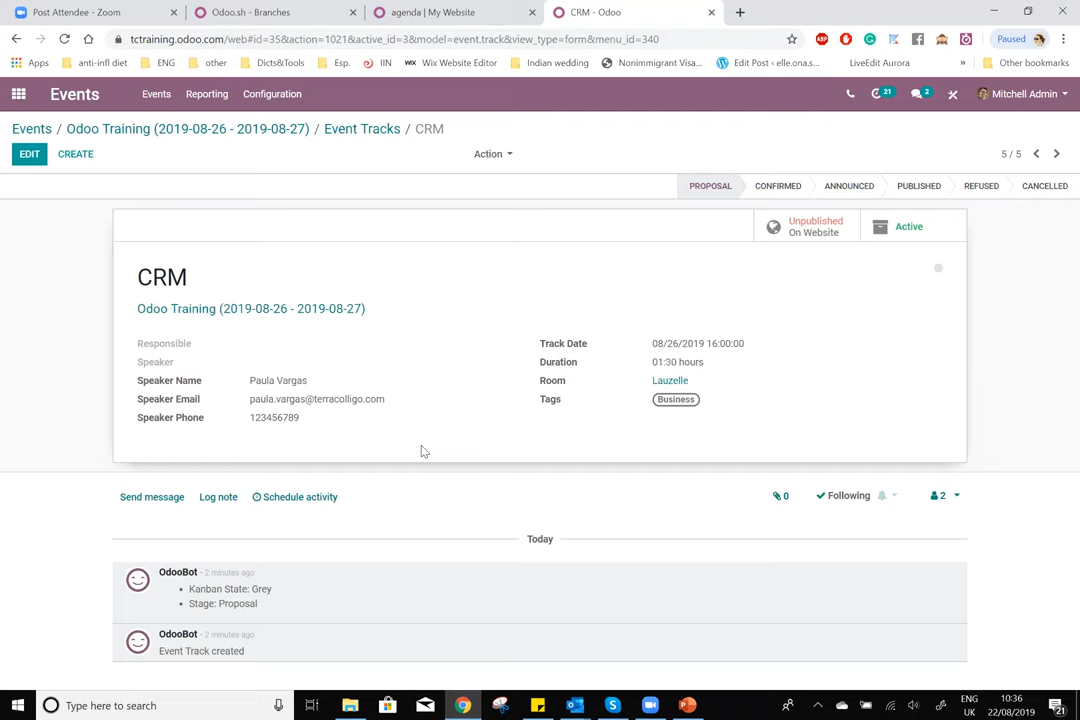 Post Attendee - Zoom
Odoo.sh - Branches
agenda | My Website
CRM - Odoo
tctraining.odoo.com/web#id=35&action=1021&active_id=3&model=event.track&view_type=form&menu_id=340
Paused
Apps
anti-infl diet
ENG
other
Dicts&Tools
Esp.
IIN
Wix Website Editor
Indian wedding
Nonimmigrant Visa...
Edit Post ‹ elle.ona.s...
LiveEdit Aurora
»
Other bookmarks
Events
Events
Reporting
Configuration
21
2
Mitchell Admin
Events / Odoo Training (2019-08-26 - 2019-08-27) / Event Tracks / CRM
EDIT
CREATE
Action
5 / 5
PROPOSAL
CONFIRMED
ANNOUNCED
PUBLISHED
REFUSED
CANCELLED
Unpublished
On Website
Active
CRM
Odoo Training (2019-08-26 - 2019-08-27)
Responsible
Speaker
Speaker Name Paula Vargas
Speaker Email paula.vargas@terracolligo.com
Speaker Phone 123456789
Track Date 08/26/2019 16:00:00
Duration 01:30 hours
Room Lauzelle
Tags Business
Send message
Log note
Schedule activity
0
Following
2
Today
OdooBot - 2 minutes ago
• Kanban State: Grey
• Stage: Proposal
OdooBot - 2 minutes ago
Event Track created
Type here to search
ENG
UK
10:36
22/08/2019
21